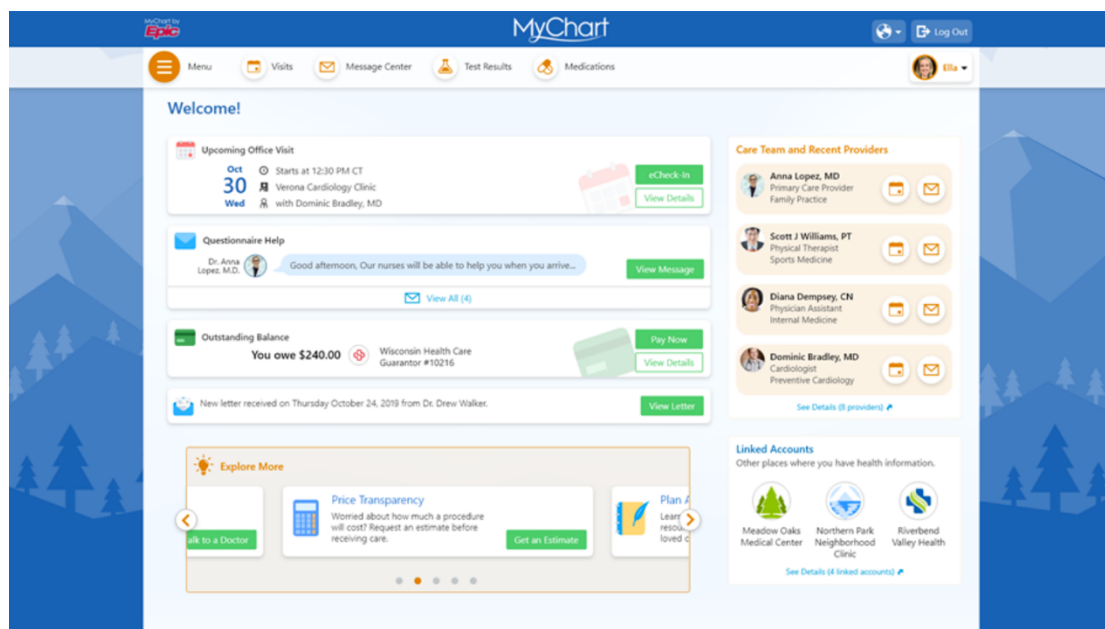 MyChart by
Epic
MyChart
Log Out
Menu
Visits
Message Center
Test Results
Medications
Ella
Welcome!
Upcoming Office Visit
Oct
30
Wed
Starts at 12:30 PM CT
Verona Cardiology Clinic
with Dominic Bradley, MD
eCheck-In
View Details
Questionnaire Help
Dr. Anna
Lopez, M.D.
Good afternoon, Our nurses will be able to help you when you arrive...
View Message
View All (4)
Outstanding Balance
You owe $240.00
Wisconsin Health Care
Guarantor #10216
Pay Now
View Details
New letter received on Thursday October 24, 2019 from Dr. Drew Walker.
View Letter
Explore More
alk to a Doctor
Price Transparency
Worried about how much a procedure
will cost? Request an estimate before
receiving care.
Get an Estimate
Plan A
Learn
resou
loved c
Care Team and Recent Providers
Anna Lopez, MD
Primary Care Provider
Family Practice
Scott J Williams, PT
Physical Therapist
Sports Medicine
Diana Dempsey, CN
Physician Assistant
Internal Medicine
Dominic Bradley, MD
Cardiologist
Preventive Cardiology
See Details (8 providers)
Linked Accounts
Other places where you have health information.
Meadow Oaks
Medical Center
Northern Park
Neighborhood
Clinic
Riverbend
Valley Health
See Details (4 linked accounts)